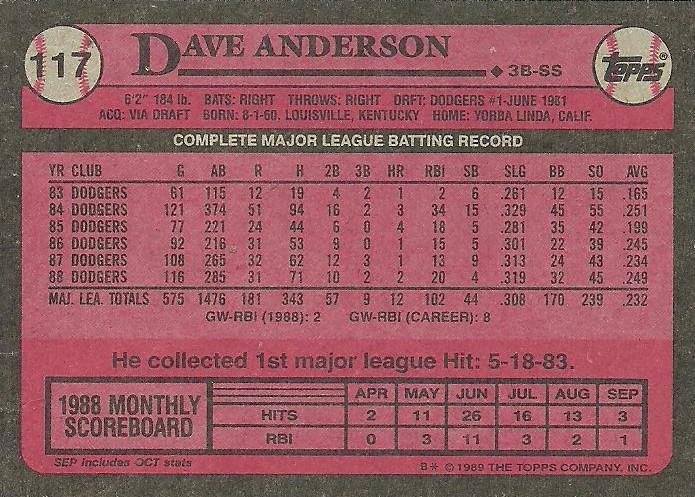 117
DAVE ANDERSON
◆ 3B-SS
TOPPS®
6'2" 184 lb. BATS: RIGHT THROWS: RIGHT DRFT: DODGERS #1-JUNE 1981
ACQ: VIA DRAFT BORN: 8-1-60, LOUISVILLE, KENTUCKY HOME: YORBA LINDA, CALIF.
COMPLETE MAJOR LEAGUE BATTING RECORD
YR CLUB G AB R H 2B 3B HR RBI SB SLG BB SO AVG
83 DODGERS 61 115 12 19 4 2 1 2 6 .261 12 15 .165
84 DODGERS 121 374 51 94 16 2 3 34 15 .329 45 55 .251
85 DODGERS 77 221 24 44 6 0 4 18 5 .281 35 42 .199
86 DODGERS 92 216 31 53 9 0 1 15 5 .301 22 39 .245
87 DODGERS 108 265 32 62 12 3 1 13 9 .313 24 43 .234
88 DODGERS 116 285 31 71 10 2 2 20 4 .319 32 45 .249
MAJ. LEA. TOTALS 575 1476 181 343 57 9 12 102 44 .308 170 239 .232
GW-RBI (1988): 2 GW-RBI (CAREER): 8
He collected 1st major league Hit: 5-18-83.
1988 MONTHLY SCOREBOARD
APR MAY JUN JUL AUG SEP
HITS 2 11 26 16 13 3
RBI 0 3 11 3 2 1
SEP includes OCT stats
B* © 1989 THE TOPPS COMPANY, INC.